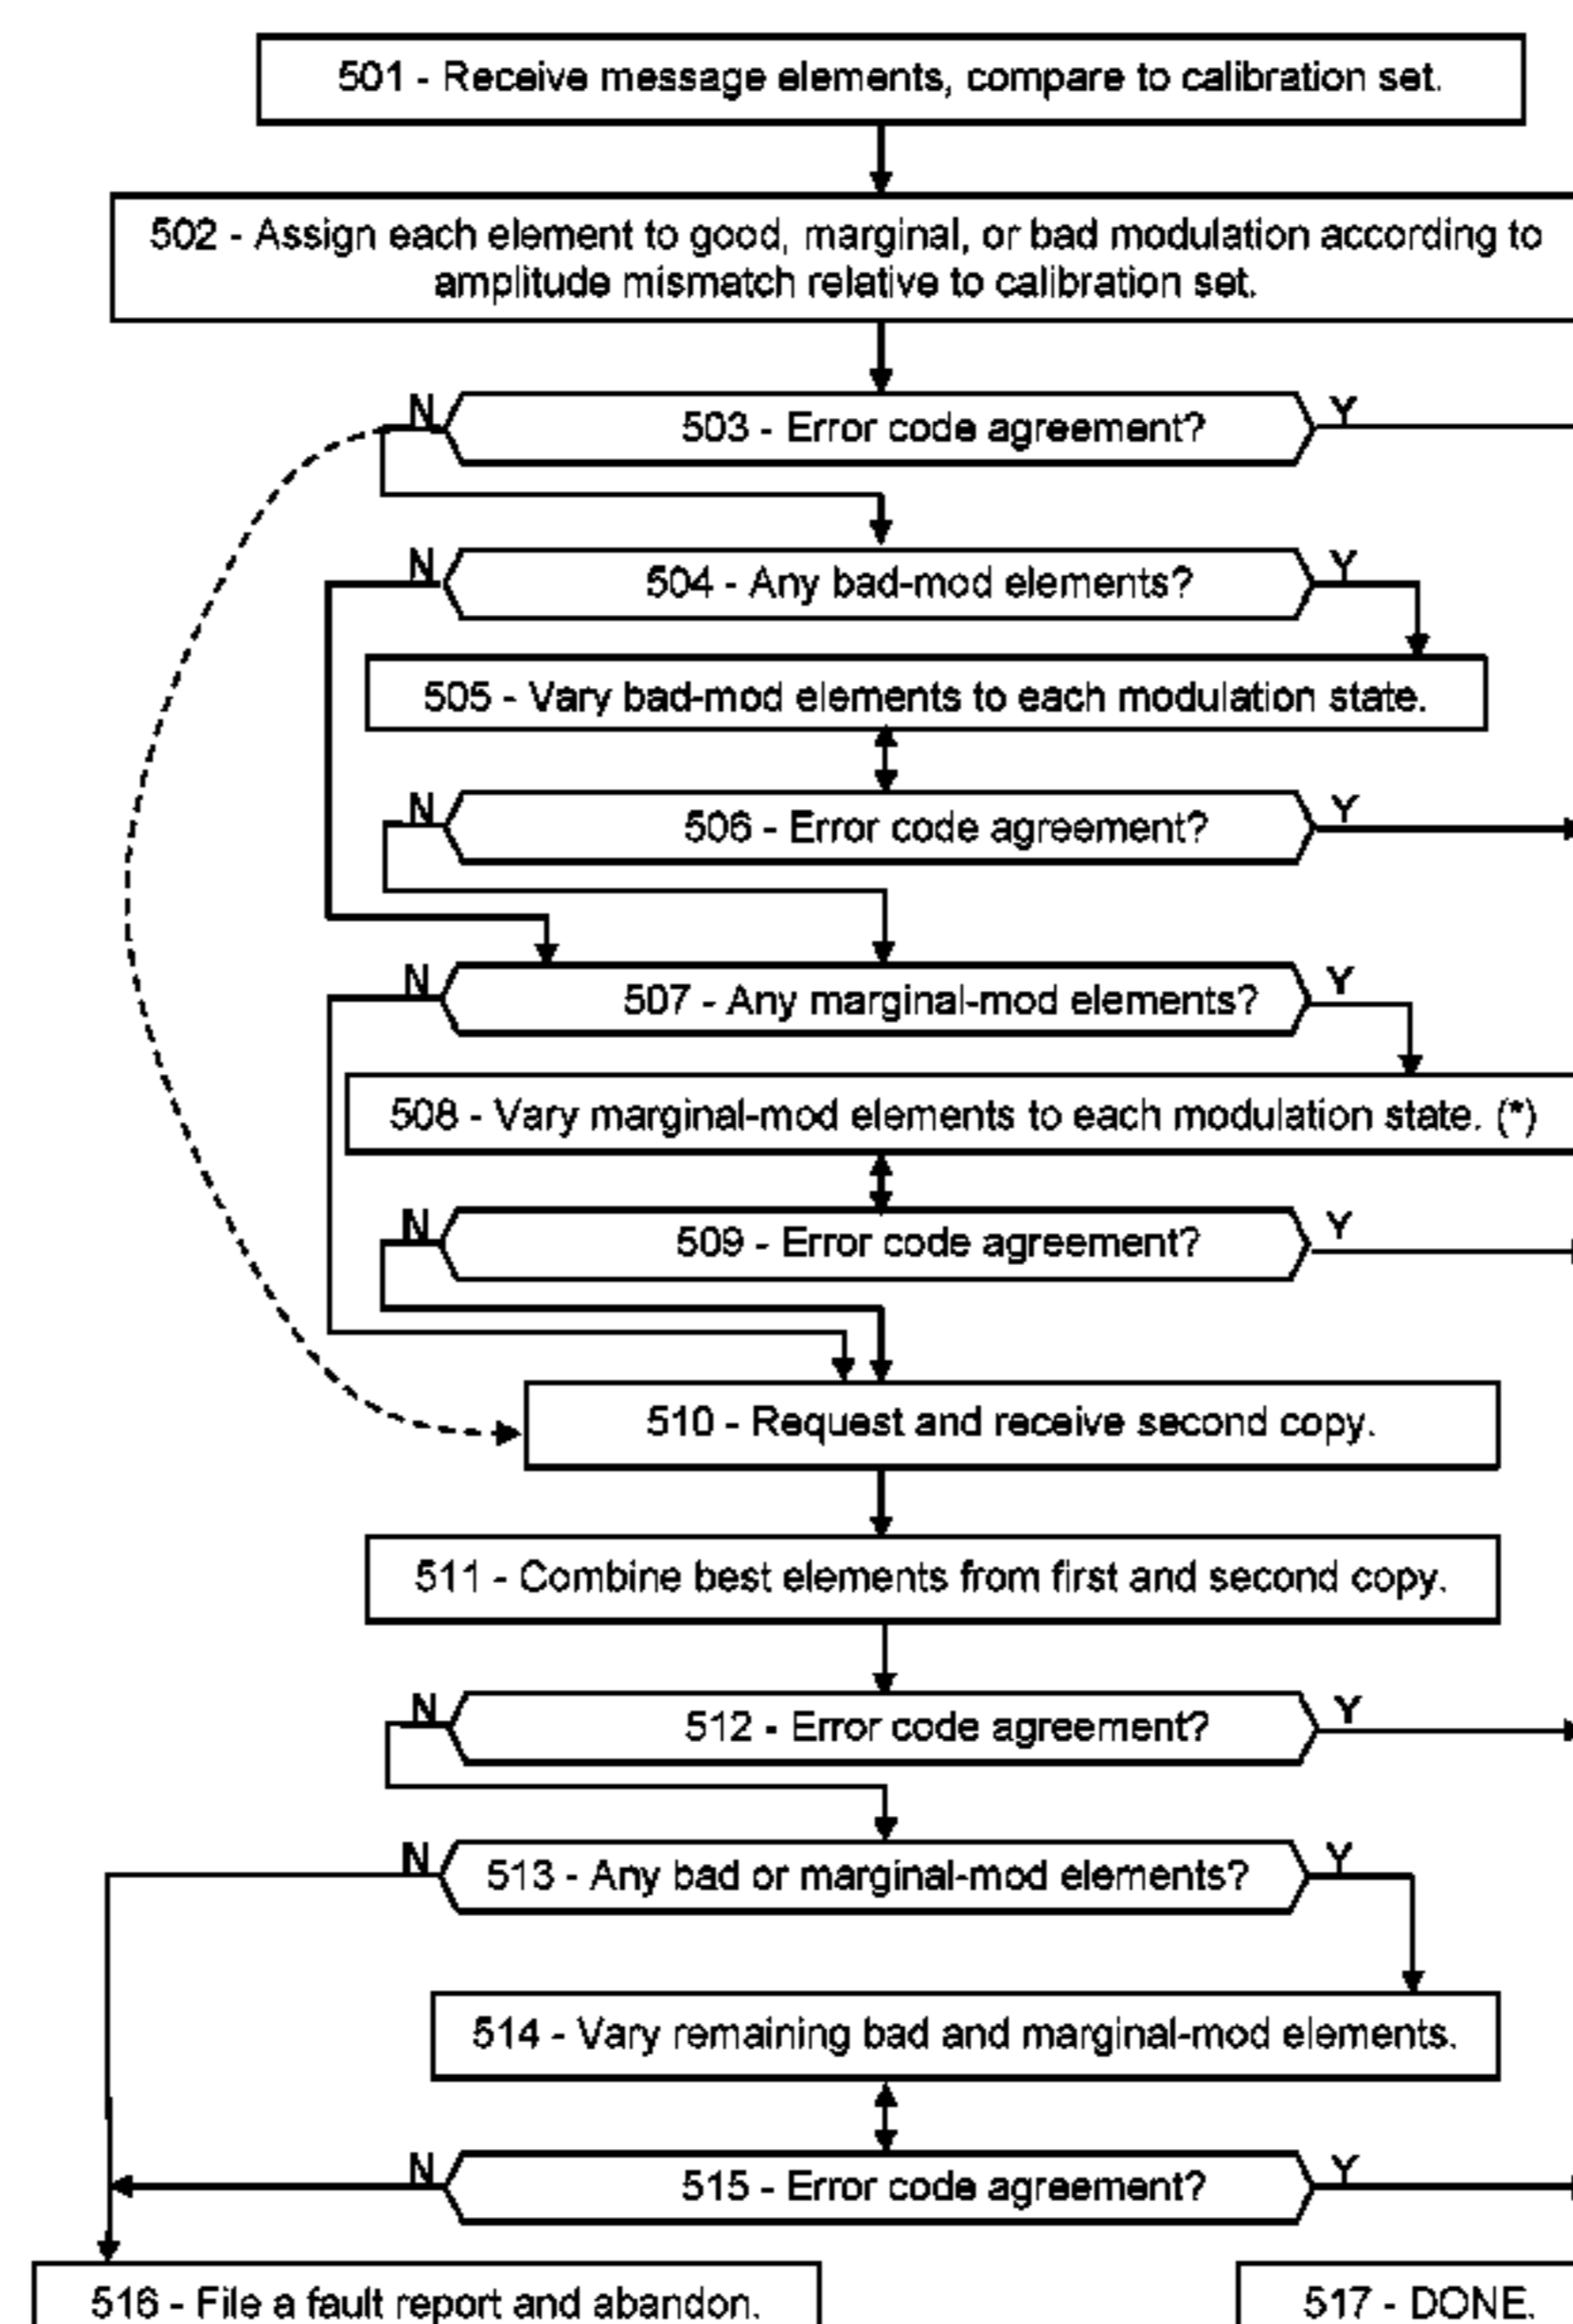 501 - Receive message elements, compare to calibration set.
502 - Assign each element to good, marginal, or bad modulation according to
amplitude mismatch relative to calibration set.
N
503 - Error code agreement?
Y
N
504 - Any bad-mod elements?
Y
505 - Vary bad-mod elements to each modulation state.
N
506 - Error code agreement?
Y
N
507 - Any marginal-mod elements?
Y
508 - Vary marginal-mod elements to each modulation state. (*)
N
509 - Error code agreement?
Y
510 - Request and receive second copy.
511 - Combine best elements from first and second copy.
N
512 - Error code agreement?
Y
N
513 - Any bad or marginal-mod elements?
Y
514 - Vary remaining bad and marginal-mod elements.
N
515 - Error code agreement?
Y
516 - File a fault report and abandon.
517 - DONE.